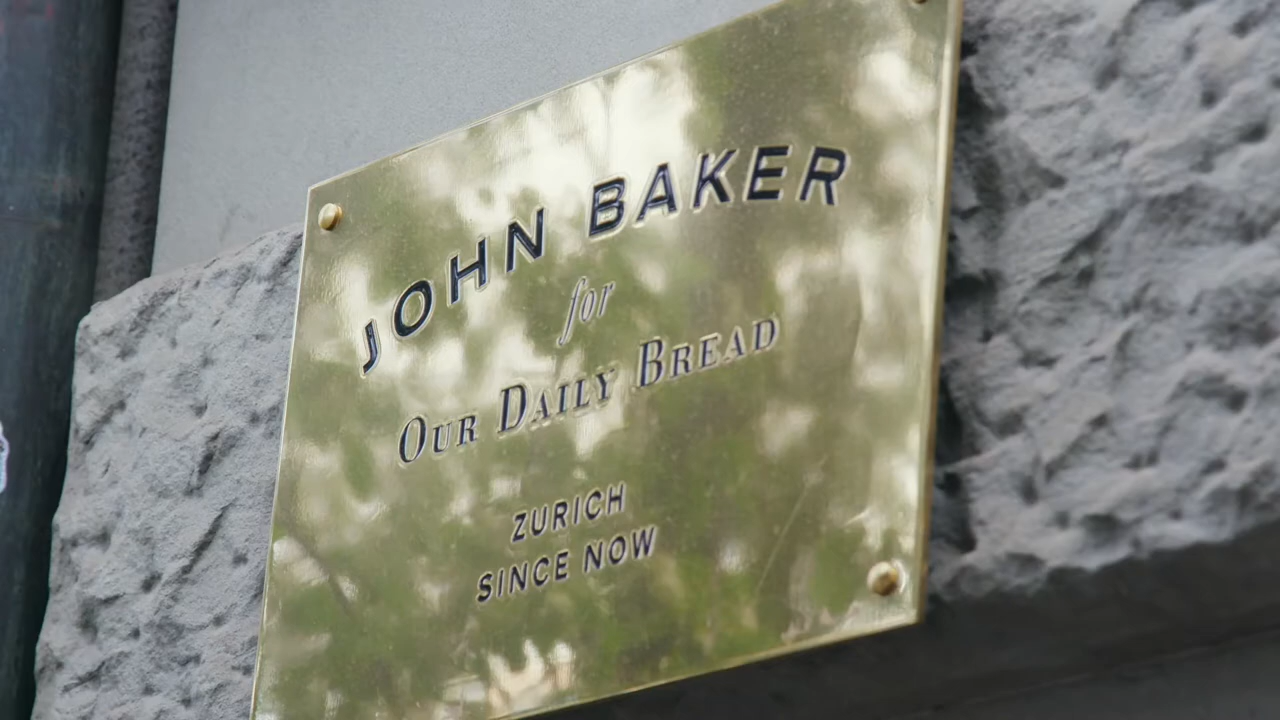 JOHN BAKER
for
OUR DAILY BREAD
ZURICH
SINCE NOW